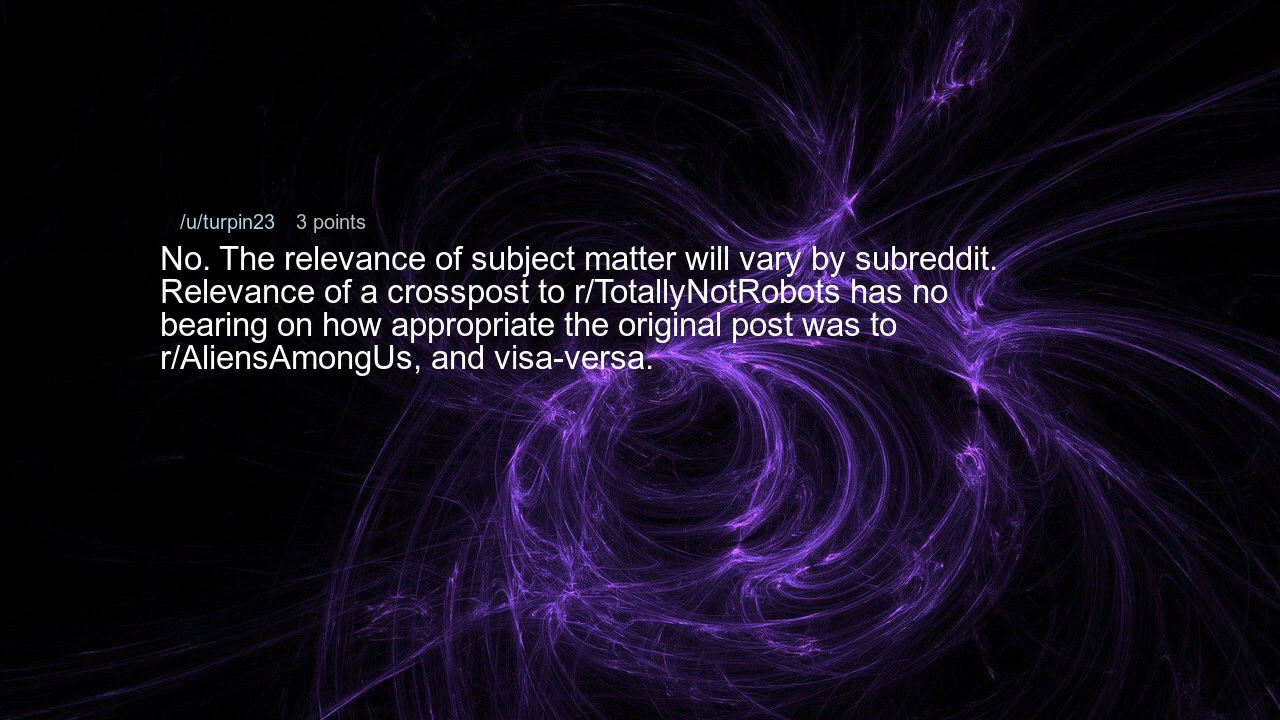 /u/turpin23 3 points
No. The relevance of subject matter will vary by subreddit.
Relevance of a crosspost to r/TotallyNotRobots has no
bearing on how appropriate the original post was to
r/AliensAmongUs, and visa-versa.